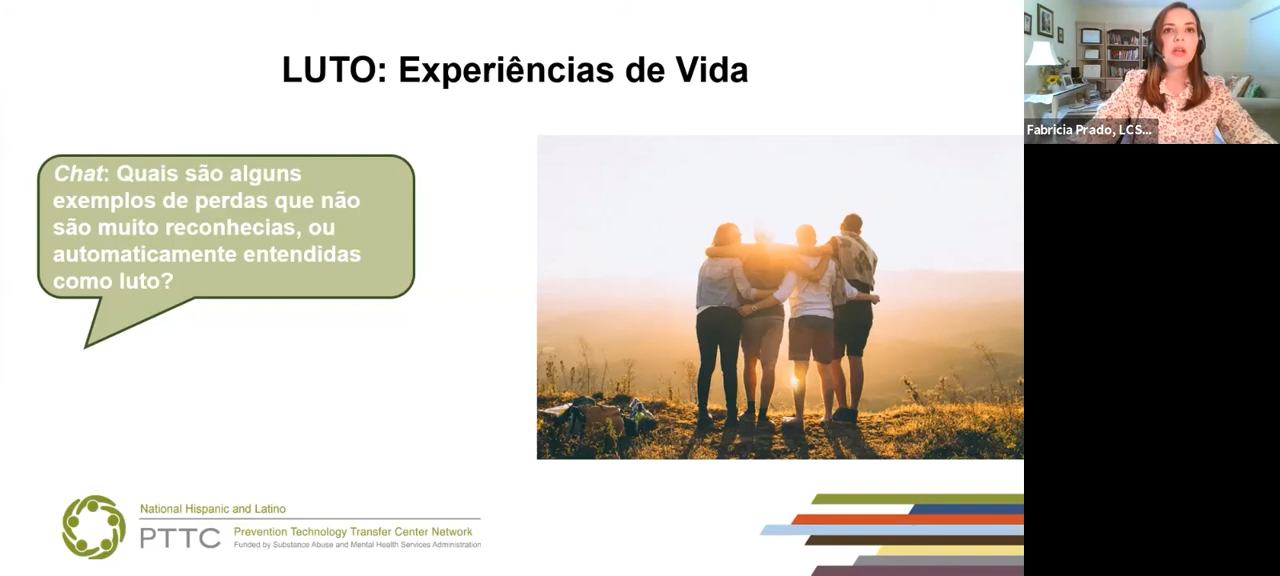 LUTO: Experiências de Vida
Chat: Quais são alguns
exemplos de perdas que não
são muito reconhecias, ou
automaticamente entendidas
como luto?
Fabricia Prado, LCS...
National Hispanic and Latino
PTTC
Prevention Technology Transfer Center Network
Funded by Substance Abuse and Mental Health Services Administration